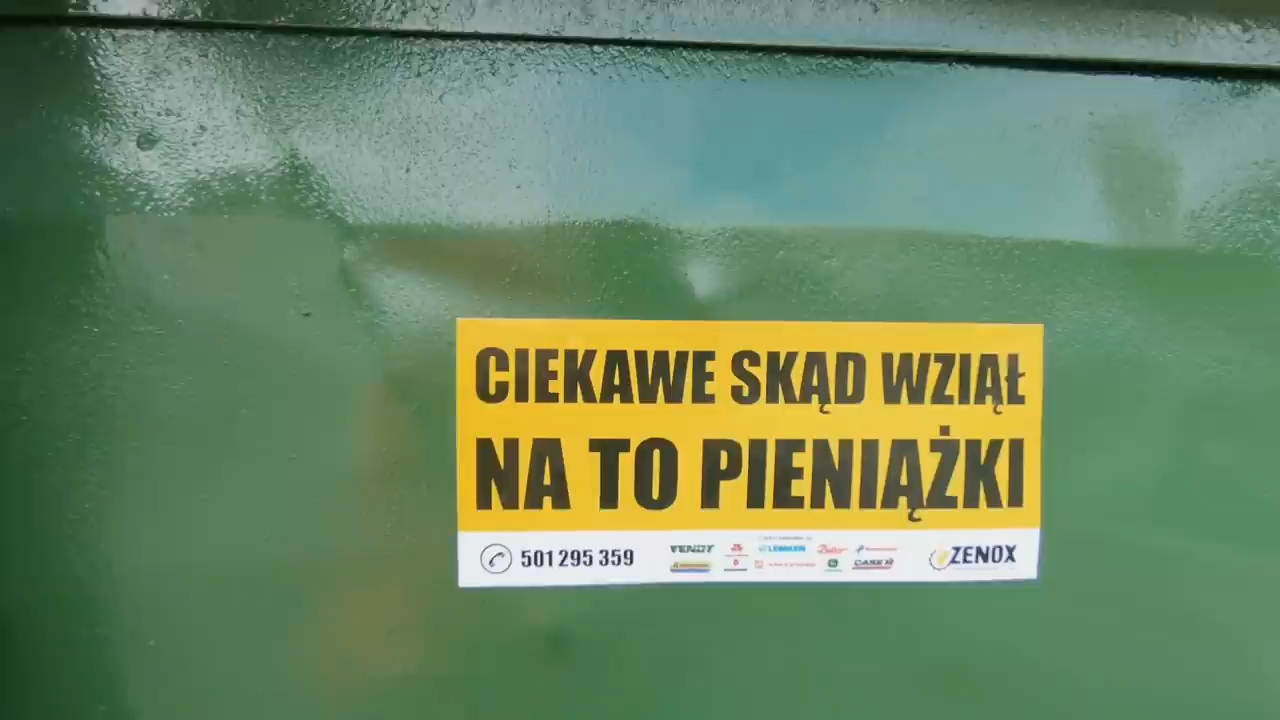 CIEKAWE SKĄD WZIĄŁ
NA TO PIENIĄŻKI
501 295 359
FENDT
LEMKEN
CASE IH
ZENOX